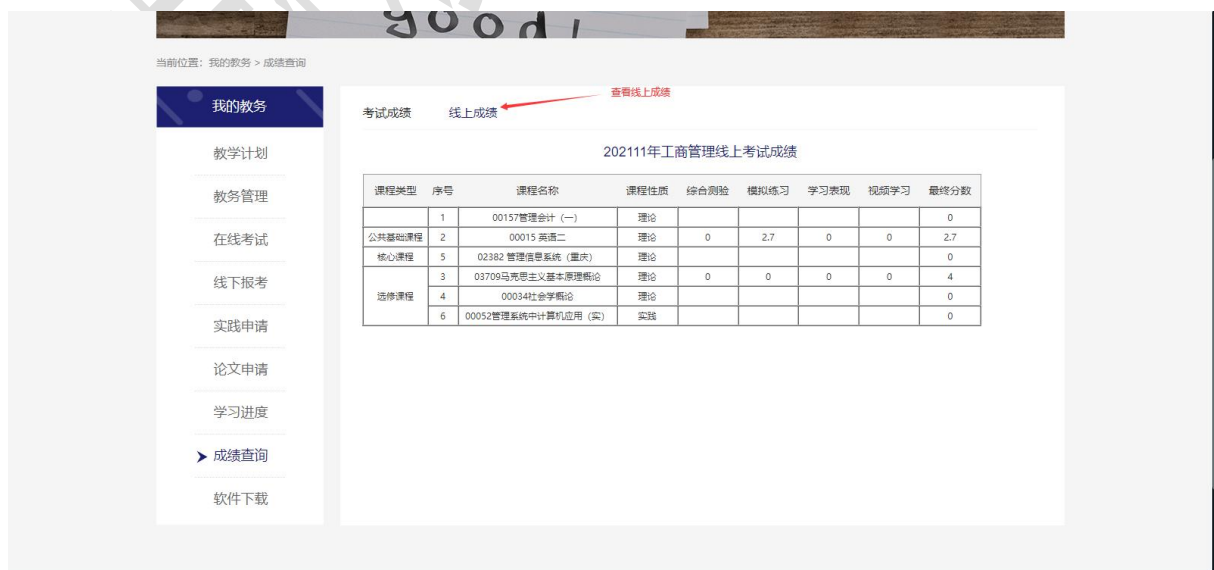 good!
当前位置：我的教务 > 成绩查询
我的教务
教学计划
教务管理
在线考试
线下报考
实践申请
论文申请
学习进度
成绩查询
软件下载
查看线上成绩
考试成绩 线上成绩
202111年工商管理线上考试成绩
课程类型 序号 课程名称 课程性质 综合测验 模拟练习 学习表现 视频学习 最终分数
1 00157管理会计（一） 理论 0
公共基础课程 2 00015 英语二 理论 0 2.7 0 0 2.7
核心课程 5 02382 管理信息系统（重庆） 理论 0
选修课程 3 03709马克思主义基本原理概论 理论 0 0 0 0 4
4 00034社会学概论 理论 0
6 00052管理系统中计算机应用（实） 实践 0